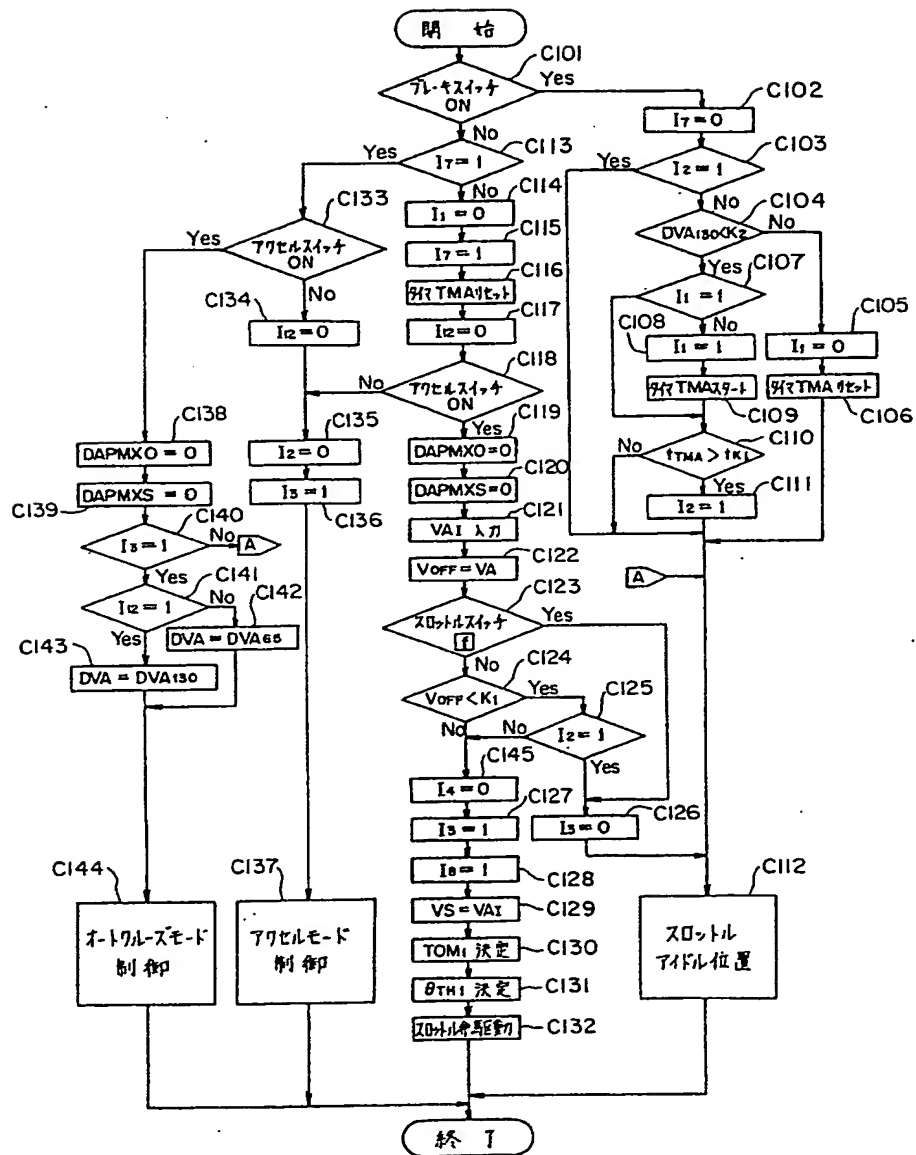 開始
C101
ブレーキスイッチ
ON
Yes
No
C102
I7=0
C103
I2=1
Yes
No
C104
DVA130<K2
No
Yes
C107
I1=1
No
C108
I1=1
C105
I1=0
タイマ TMAスタート
C109
タイマ TMA リセット
C106
C110
tTMA>tK1
No
Yes
C111
I2=1
A
C113
I7=1
Yes
No
C114
I1=0
C115
I7=1
C116
タイマ TMAリセット
C117
I12=0
C118
アクセルスイッチ
ON
No
Yes
C119
DAPMXO=0
C120
DAPMXS=0
C121
VAI 入力
C122
VOFF=VA
C123
スロットルスイッチ
f
Yes
No
C124
VOFF<K1
Yes
No
C125
I2=1
No
Yes
C145
I4=0
C127
I3=1
C126
I3=0
C128
I8=1
C129
VS=VAI
C130
TOM1 決定
C131
θTH1 決定
C132
スロットル弁駆動
C112
スロットル
アイドル位置
C133
アクセルスイッチ
ON
Yes
No
C134
I12=0
C135
I2=0
C136
I3=1
C137
アクセルモード
制御
C138
DAPMXO=0
C139
DAPMXS=0
C140
I3=1
No
A
Yes
C141
I12=1
No
Yes
C142
DVA=DVA65
C143
DVA=DVA130
C144
オートクルーズモード
制御
終了